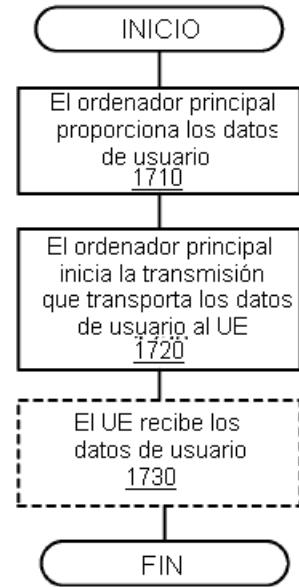 INICIO
El ordenador principal
proporciona los datos
de usuario
1710
El ordenador principal
inicia la transmisión
que transporta los datos
de usuario al UE
1720
El UE recibe los
datos de usuario
1730
FIN